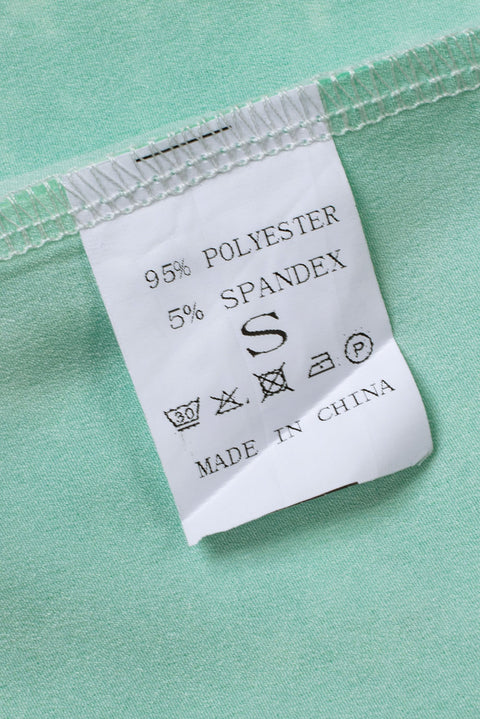 95% POLYESTER
5% SPANDEX
S
30 P
MADE IN CHINA